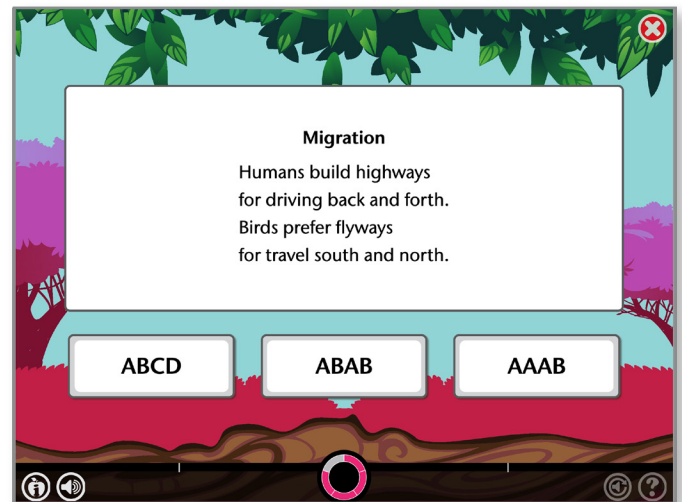 Migration
Humans build highways
for driving back and forth.
Birds prefer flyways
for travel south and north.
ABCD
ABAB
AAAB
?